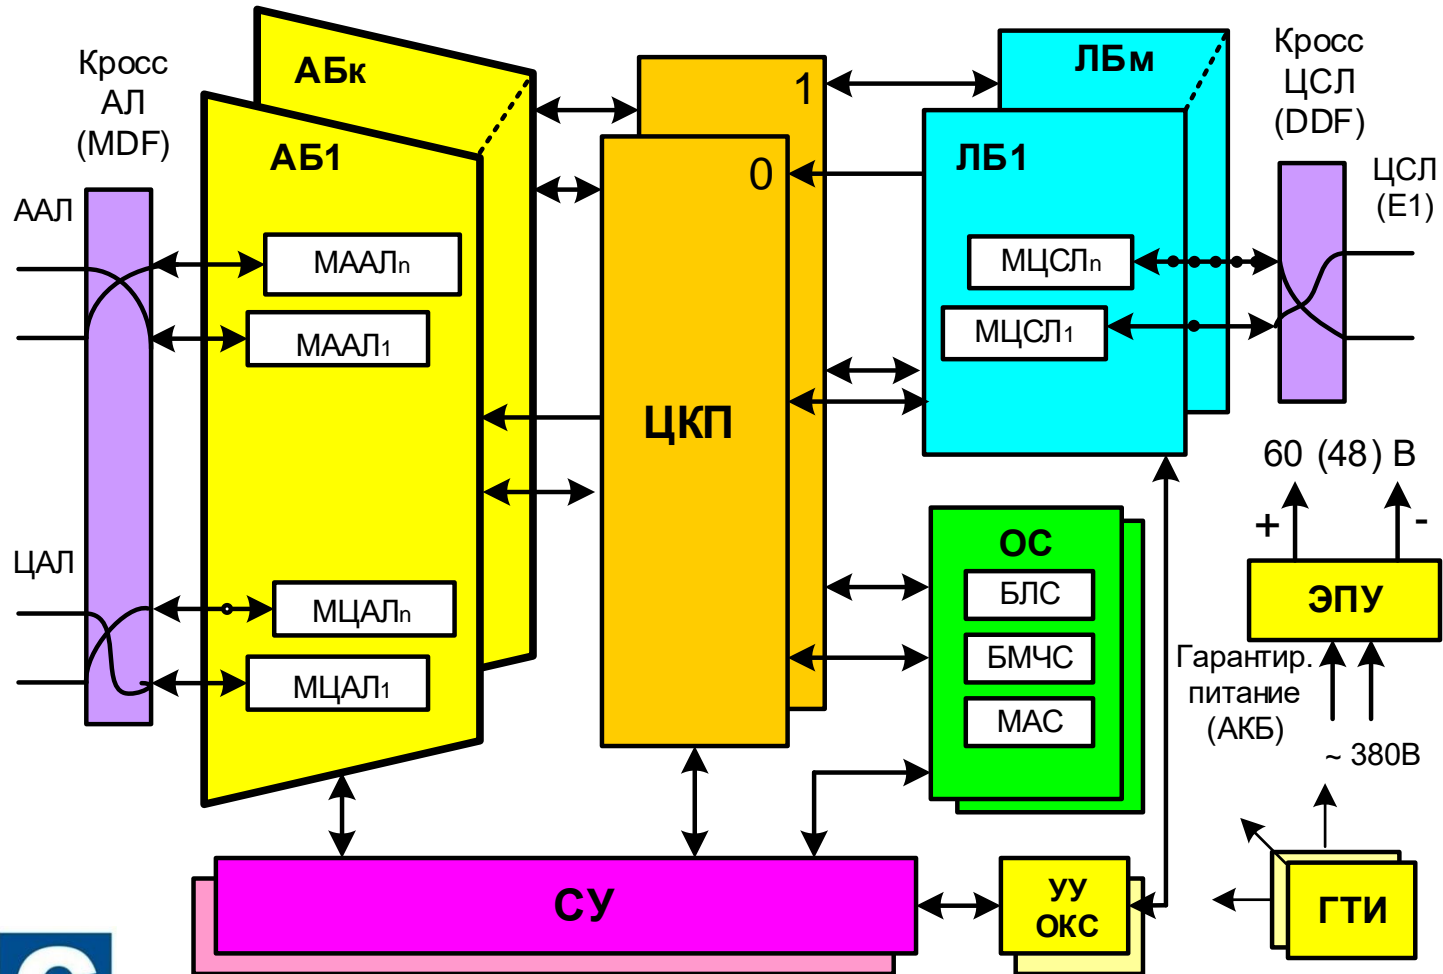 Кросс
АЛ
(MDF)
АБк
АБ1
ААЛ
МААЛn
МААЛ1
ЦАЛ
МЦАЛn
МЦАЛ1
1
0
ЦКП
ЛБм
ЛБ1
МЦСЛn
МЦСЛ1
Кросс
ЦСЛ
(DDF)
ЦСЛ
(E1)
60 (48) В
+ -
ЭПУ
Гарантир.
питание
(АКБ)
~ 380В
ОС
БЛС
БМЧС
МАС
СУ
УУ
ОКС
ГТИ